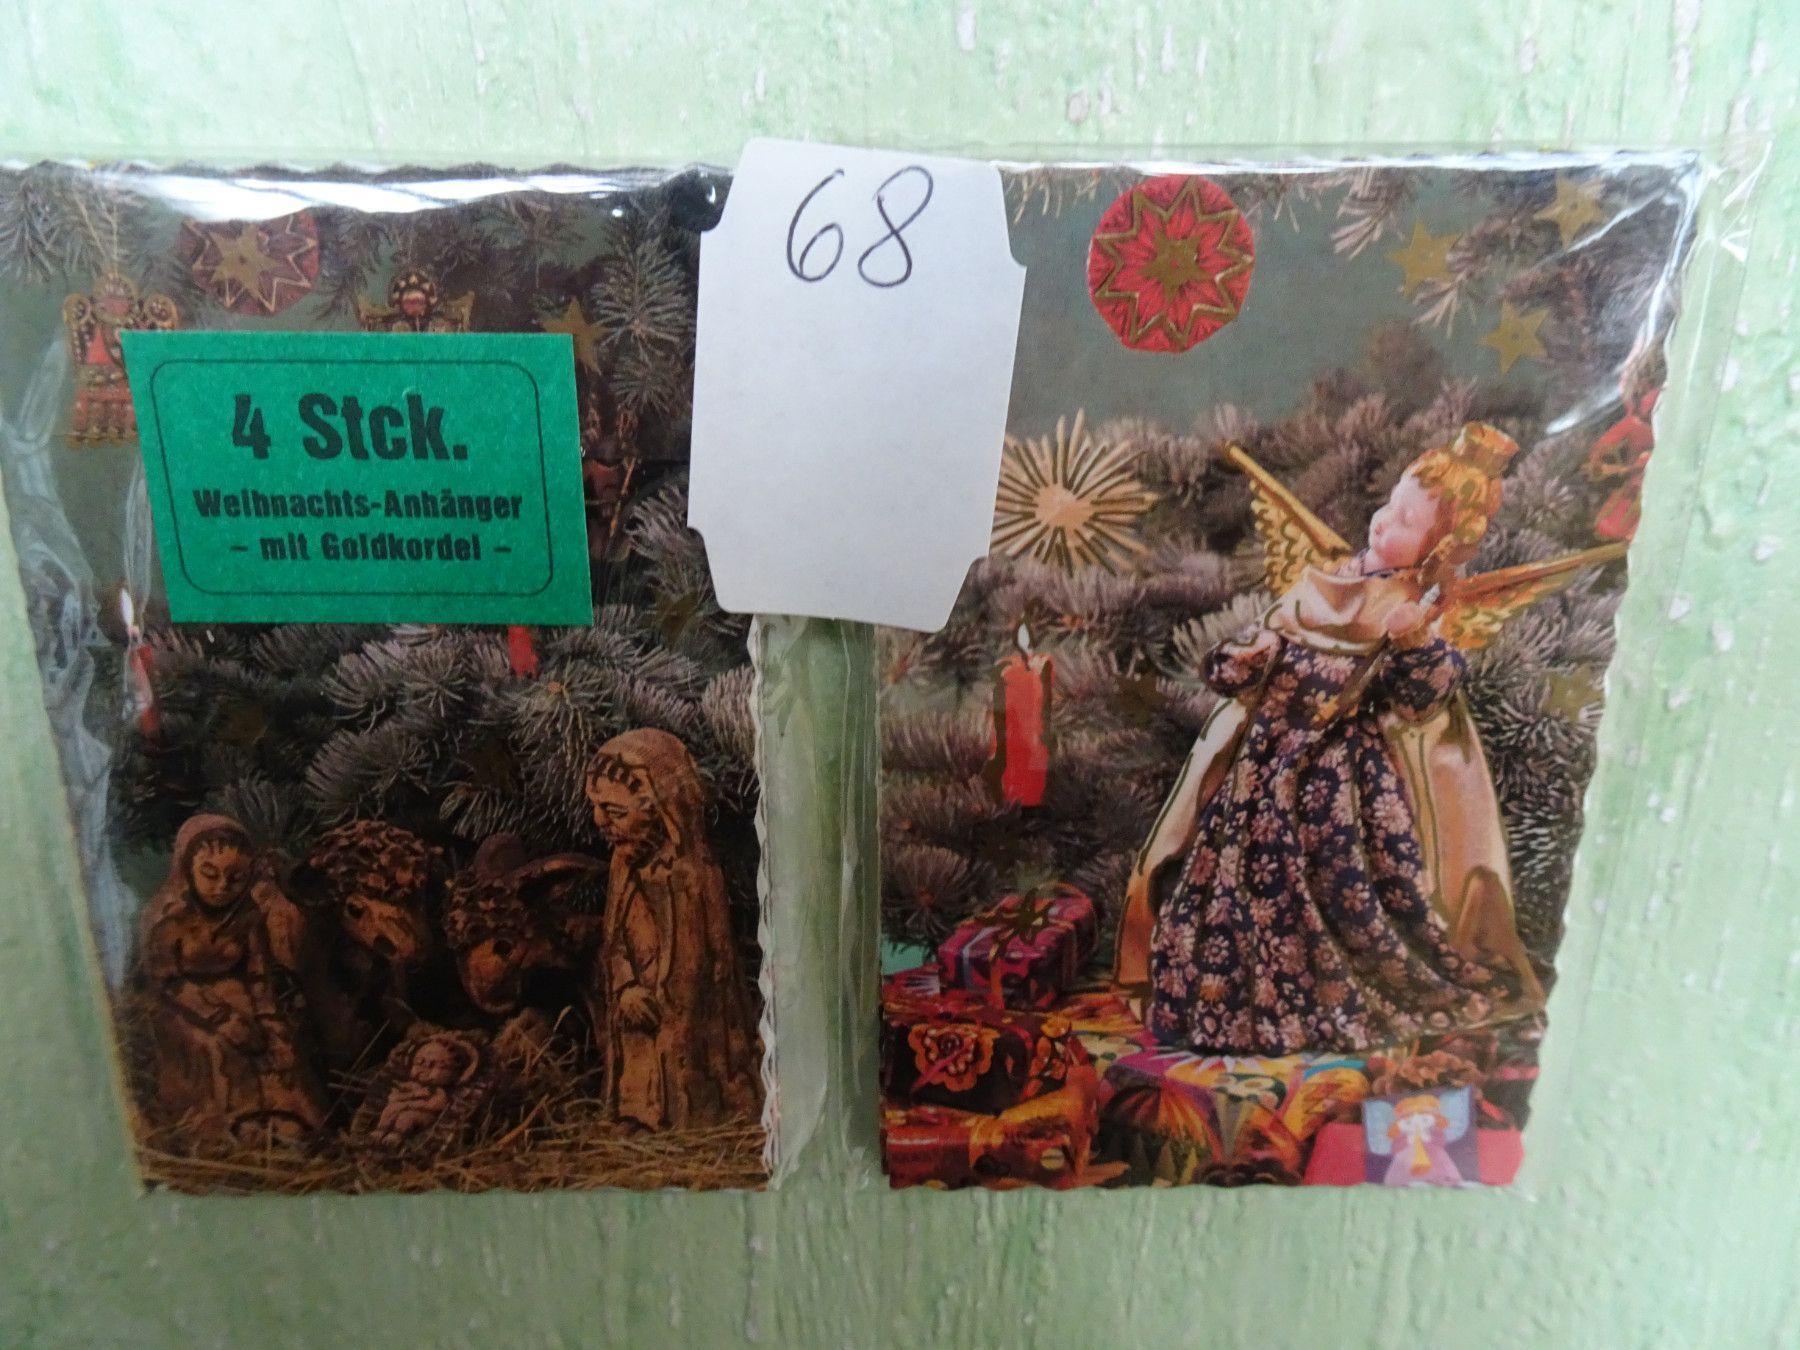 68
4 Stck.
Weihnachts-Anhänger
– mit Goldkordel –